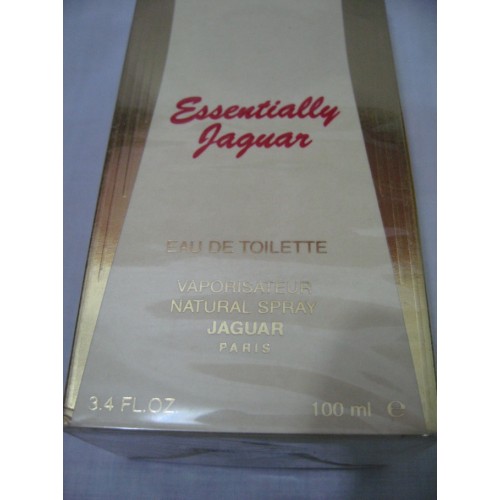 Essentially
Jaguar
EAU DE TOILETTE
VAPORISATEUR
NATURAL SPRAY
JAGUAR
PARIS
3.4 FL.OZ. 100 ml ℮